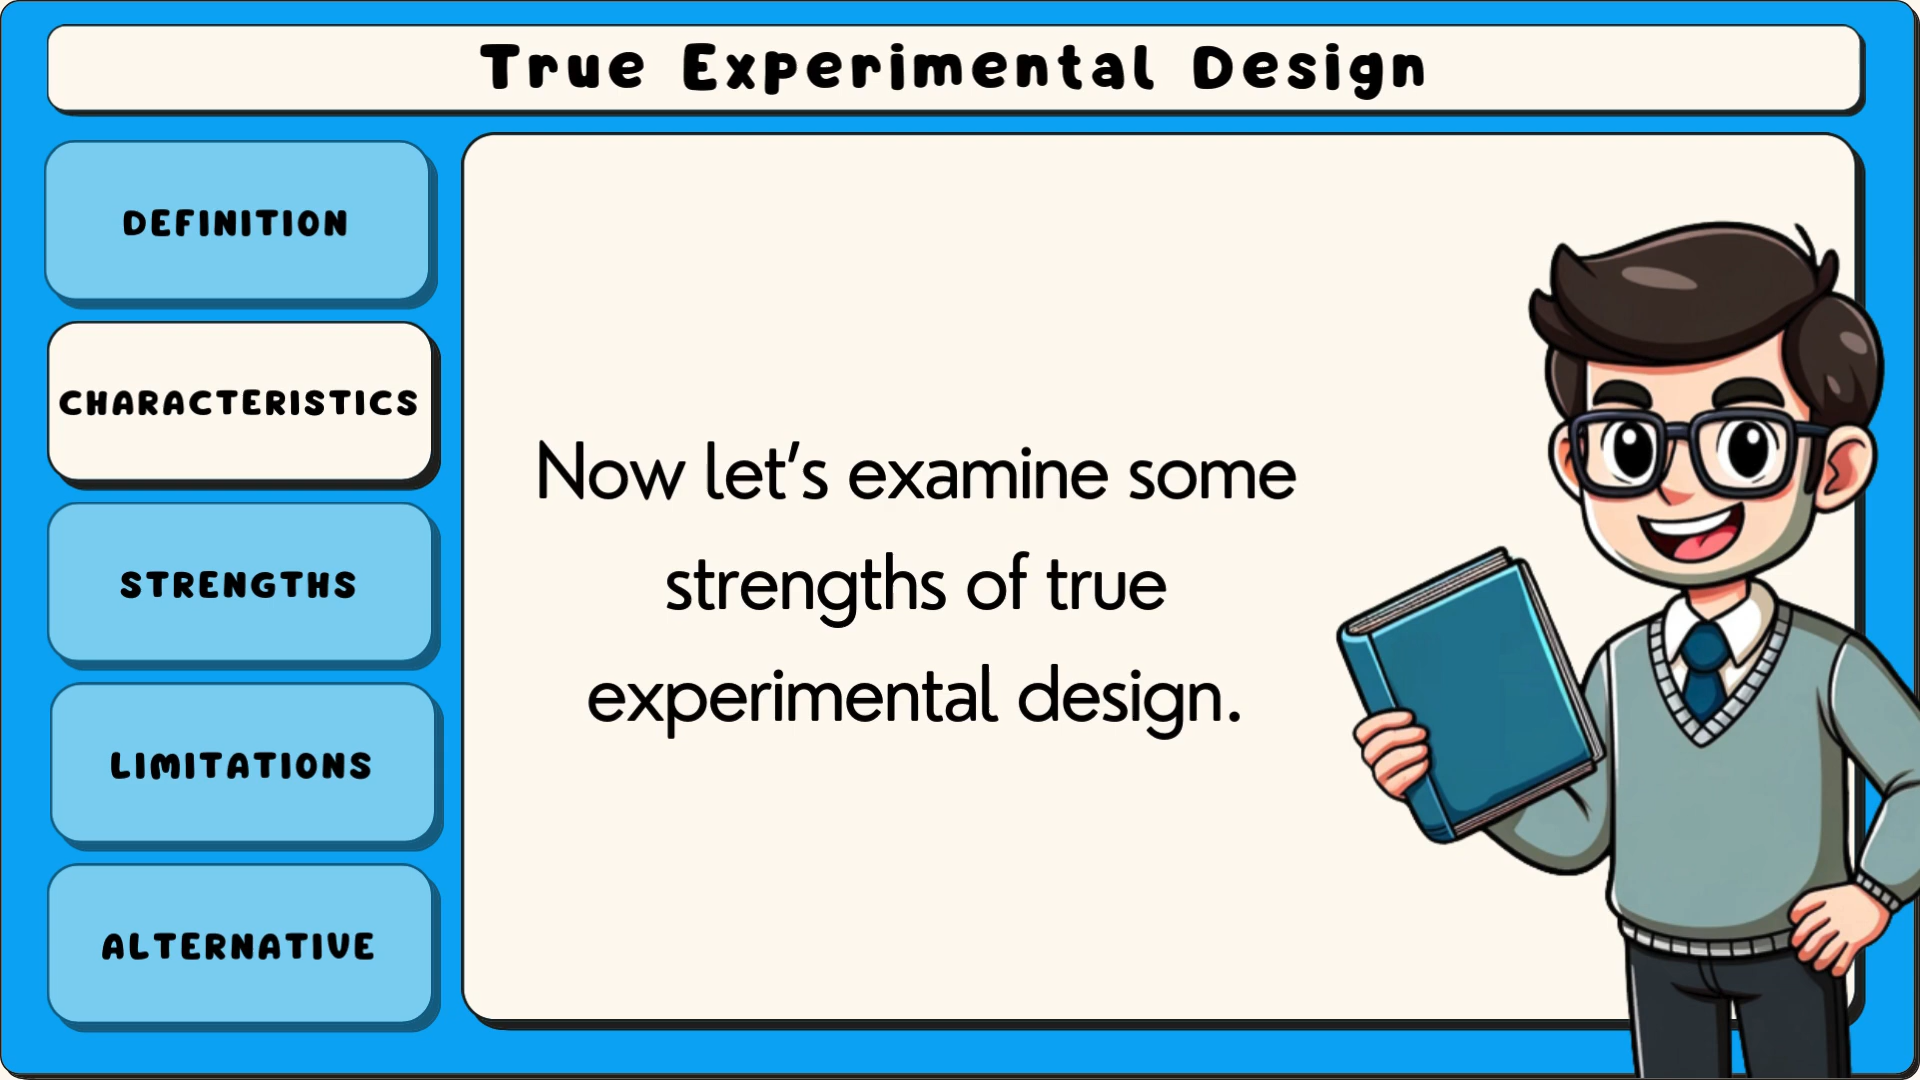 True Experimental Design
DEFINITION
CHARACTERISTICS
STRENGTHS
LIMITATIONS
ALTERNATIVE
Now let's examine some
strengths of true
experimental design.